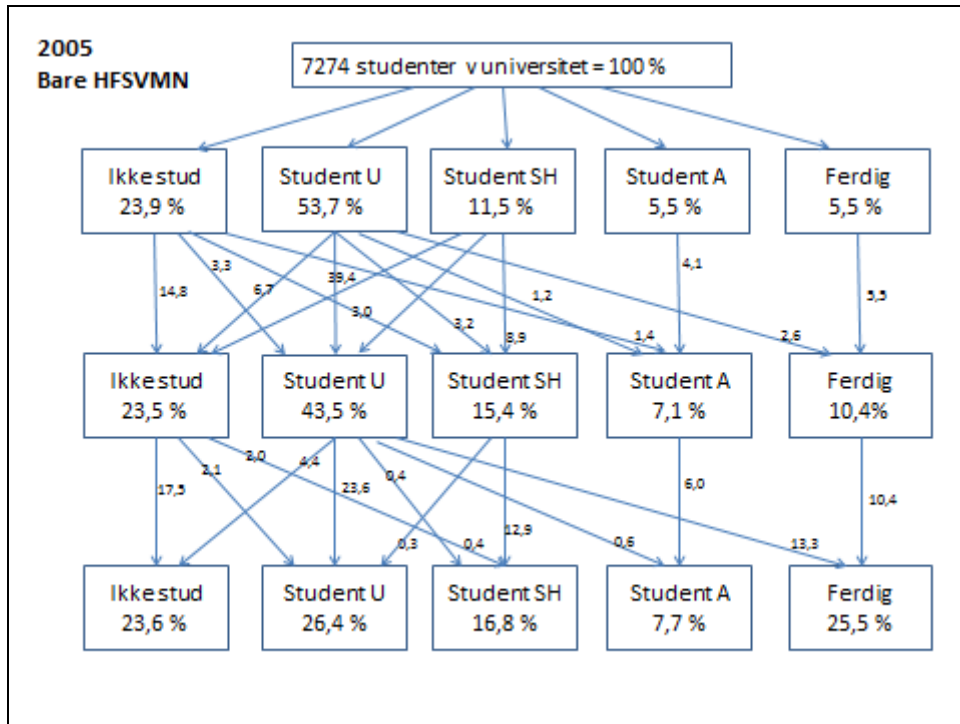 2005
Bare HFSVMN
7274 studenter v universitet = 100 %
Ikke stud
23,9 %
Student U
53,7 %
Student SH
11,5 %
Student A
5,5 %
Ferdig
5,5 %
14,8
3,3
6,7
3,0
39,4
3,2
8,9
1,2
4,1
1,4
2,6
5,5
Ikke stud
23,5 %
Student U
43,5 %
Student SH
15,4 %
Student A
7,1 %
Ferdig
10,4%
17,5
2,1
2,0
4,4
23,6
0,4
0,3
0,4
12,9
0,6
6,0
13,3
10,4
Ikke stud
23,6 %
Student U
26,4 %
Student SH
16,8 %
Student A
7,7 %
Ferdig
25,5 %